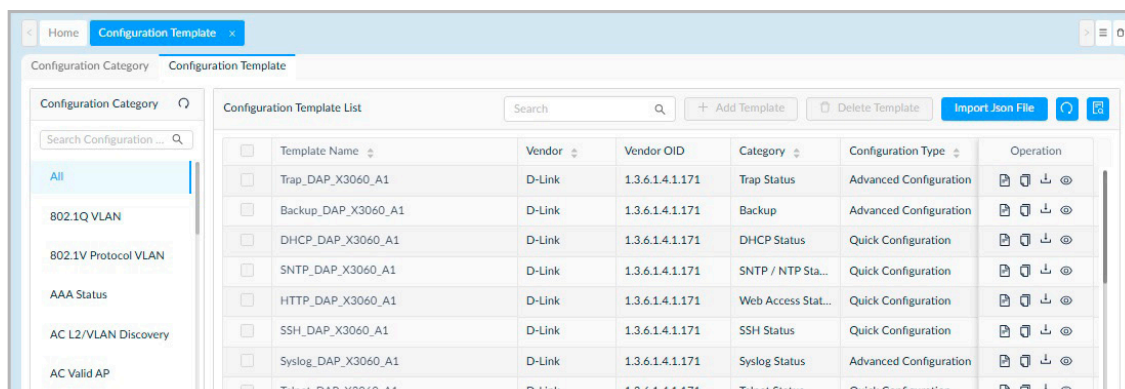 Home Configuration Template ×
Configuration Category Configuration Template
Configuration Category
Search Configuration ...
All
802.1Q VLAN
802.1V Protocol VLAN
AAA Status
AC L2/VLAN Discovery
AC Valid AP
Configuration Template List Search + Add Template Delete Template Import Json File
Template Name Vendor Vendor OID Category Configuration Type Operation
Trap_DAP_X3060_A1 D-Link 1.3.6.1.4.1.171 Trap Status Advanced Configuration
Backup_DAP_X3060_A1 D-Link 1.3.6.1.4.1.171 Backup Advanced Configuration
DHCP_DAP_X3060_A1 D-Link 1.3.6.1.4.1.171 DHCP Status Quick Configuration
SNTP_DAP_X3060_A1 D-Link 1.3.6.1.4.1.171 SNTP / NTP Sta... Quick Configuration
HTTP_DAP_X3060_A1 D-Link 1.3.6.1.4.1.171 Web Access Stat... Quick Configuration
SSH_DAP_X3060_A1 D-Link 1.3.6.1.4.1.171 SSH Status Quick Configuration
Syslog_DAP_X3060_A1 D-Link 1.3.6.1.4.1.171 Syslog Status Advanced Configuration